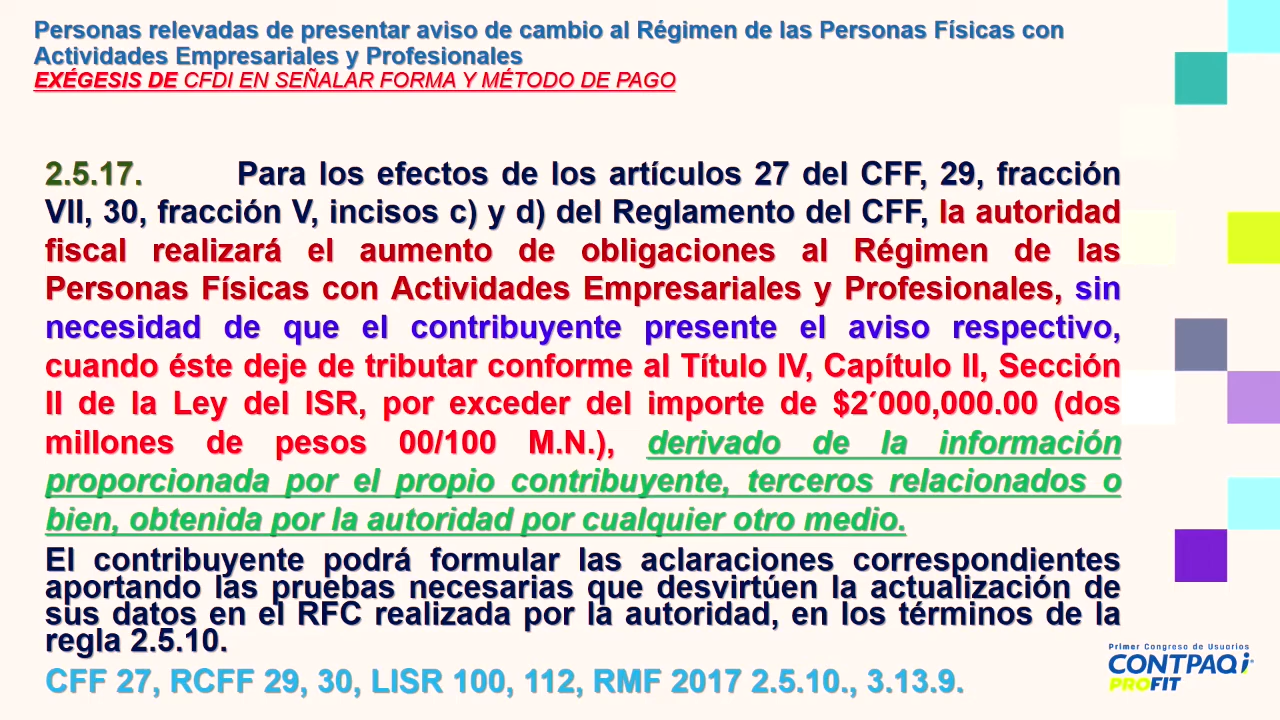 Personas relevadas de presentar aviso de cambio al Régimen de las Personas Físicas con
Actividades Empresariales y Profesionales
EXÉGESIS DE CFDI EN SEÑALAR FORMA Y MÉTODO DE PAGO
2.5.17. Para los efectos de los artículos 27 del CFF, 29, fracción
VII, 30, fracción V, incisos c) y d) del Reglamento del CFF, la autoridad
fiscal realizará el aumento de obligaciones al Régimen de las
Personas Físicas con Actividades Empresariales y Profesionales, sin
necesidad de que el contribuyente presente el aviso respectivo,
cuando éste deje de tributar conforme al Título IV, Capítulo II, Sección
II de la Ley del ISR, por exceder del importe de $2´000,000.00 (dos
millones de pesos 00/100 M.N.), derivado de la información
proporcionada por el propio contribuyente, terceros relacionados o
bien, obtenida por la autoridad por cualquier otro medio.
El contribuyente podrá formular las aclaraciones correspondientes
aportando las pruebas necesarias que desvirtúen la actualización de
sus datos en el RFC realizada por la autoridad, en los términos de la
regla 2.5.10.
CFF 27, RCFF 29, 30, LISR 100, 112, RMF 2017 2.5.10., 3.13.9.
Primer Congreso de Usuarios
CONTPAQi®
PROFIT